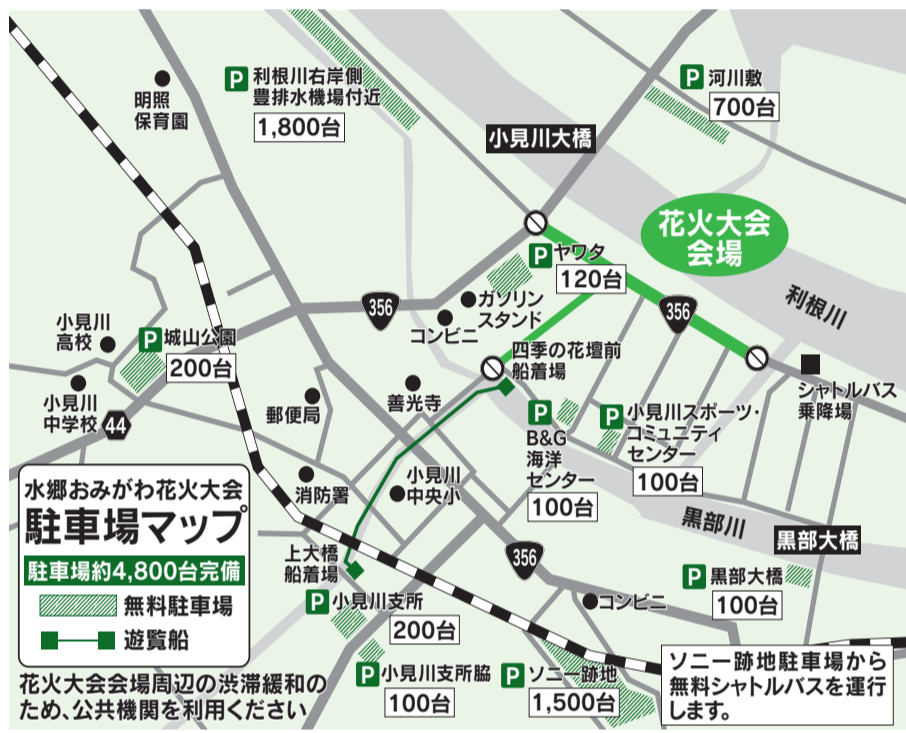 明照
保育園
P
利根川右岸側
豊排水機場付近
1,800台
P
河川敷
700台
小見川大橋
花火大会
会場
P
ヤワタ
120台
利根川
356
356
ガソリン
スタンド
コンビニ
小見川
高校
P
城山公園
200台
四季の花壇前
船着場
シャトルバス
乗降場
小見川
中学校
44
郵便局
善光寺
P
B&G
海洋
センター
100台
P
小見川スポーツ・
コミュニティ
センター
100台
消防署
小見川
中央小
黒部川
黒部大橋
水郷おみがわ花火大会
駐車場マップ
駐車場約4,800台完備
無料駐車場
遊覧船
上大橋
船着場
356
P
黒部大橋
100台
コンビニ
P
小見川支所
200台
P
小見川支所脇
100台
P
ソニー跡地
1,500台
ソニー跡地駐車場から
無料シャトルバスを運行
します。
花火大会会場周辺の渋滞緩和の
ため、公共機関を利用ください